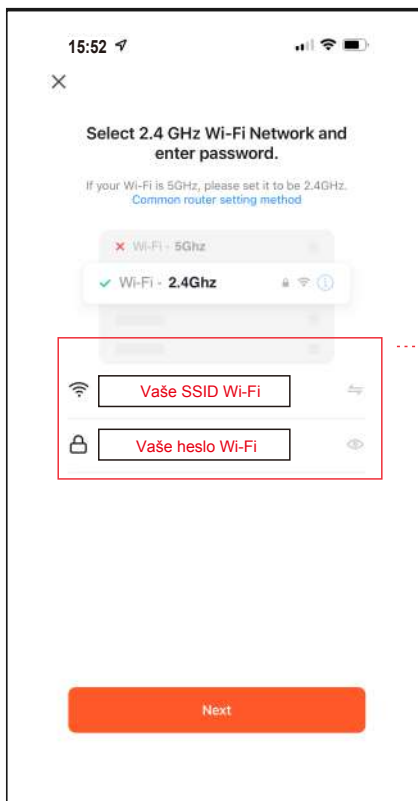 15:52
Select 2.4 GHz Wi-Fi Network and
enter password.
If your Wi-Fi is 5GHz, please set it to be 2.4GHz.
Common router setting method
Wi-Fi - 5Ghz
Wi-Fi - 2.4Ghz
Vaše SSID Wi-Fi
Vaše heslo Wi-Fi
Next